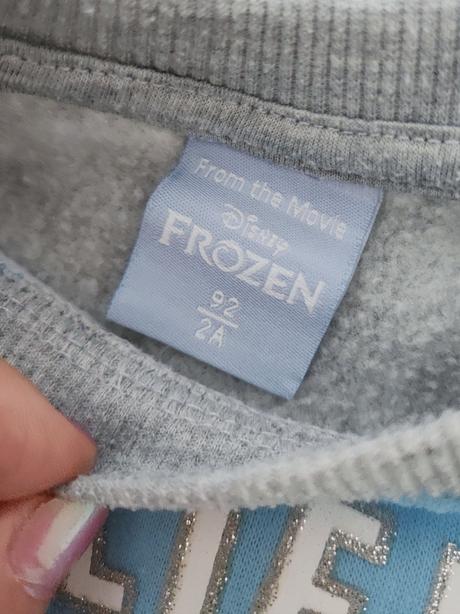 From the Movie
Disney
FROZEN
92
2A